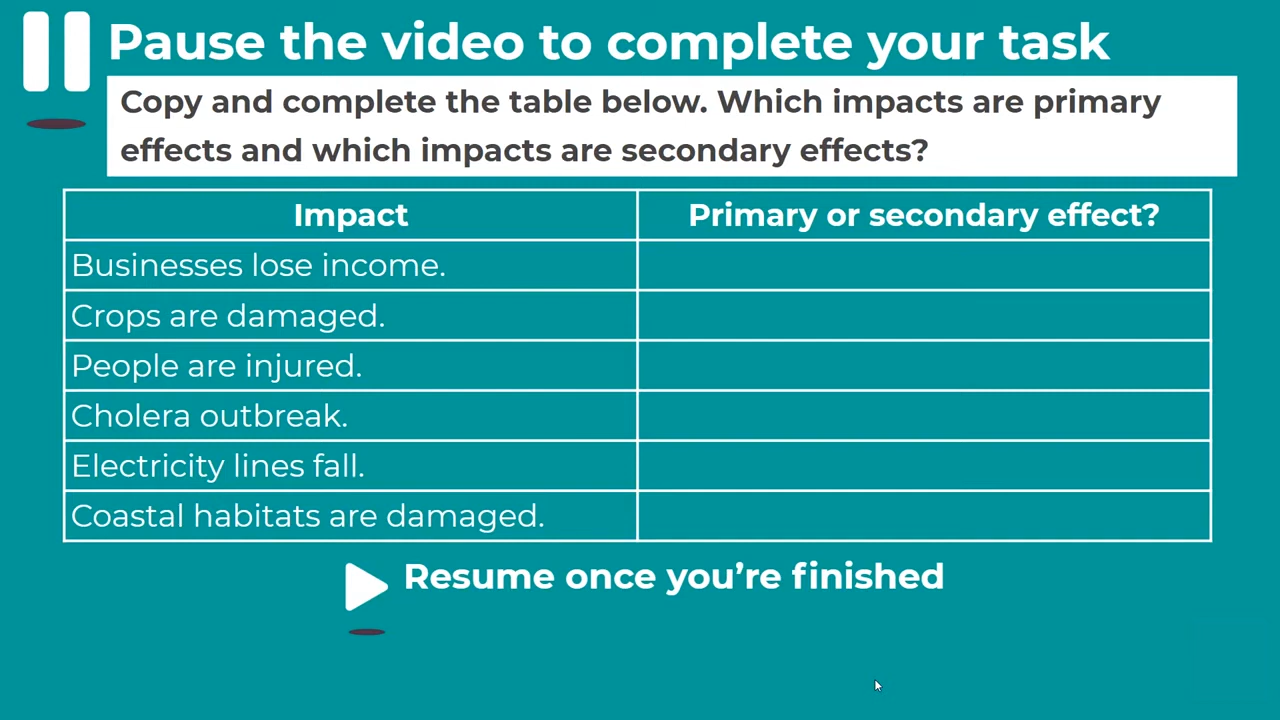 Pause the video to complete your task
Copy and complete the table below. Which impacts are primary
effects and which impacts are secondary effects?
Impact
Primary or secondary effect?
Businesses lose income.
Crops are damaged.
People are injured.
Cholera outbreak.
Electricity lines fall.
Coastal habitats are damaged.
Resume once you’re finished